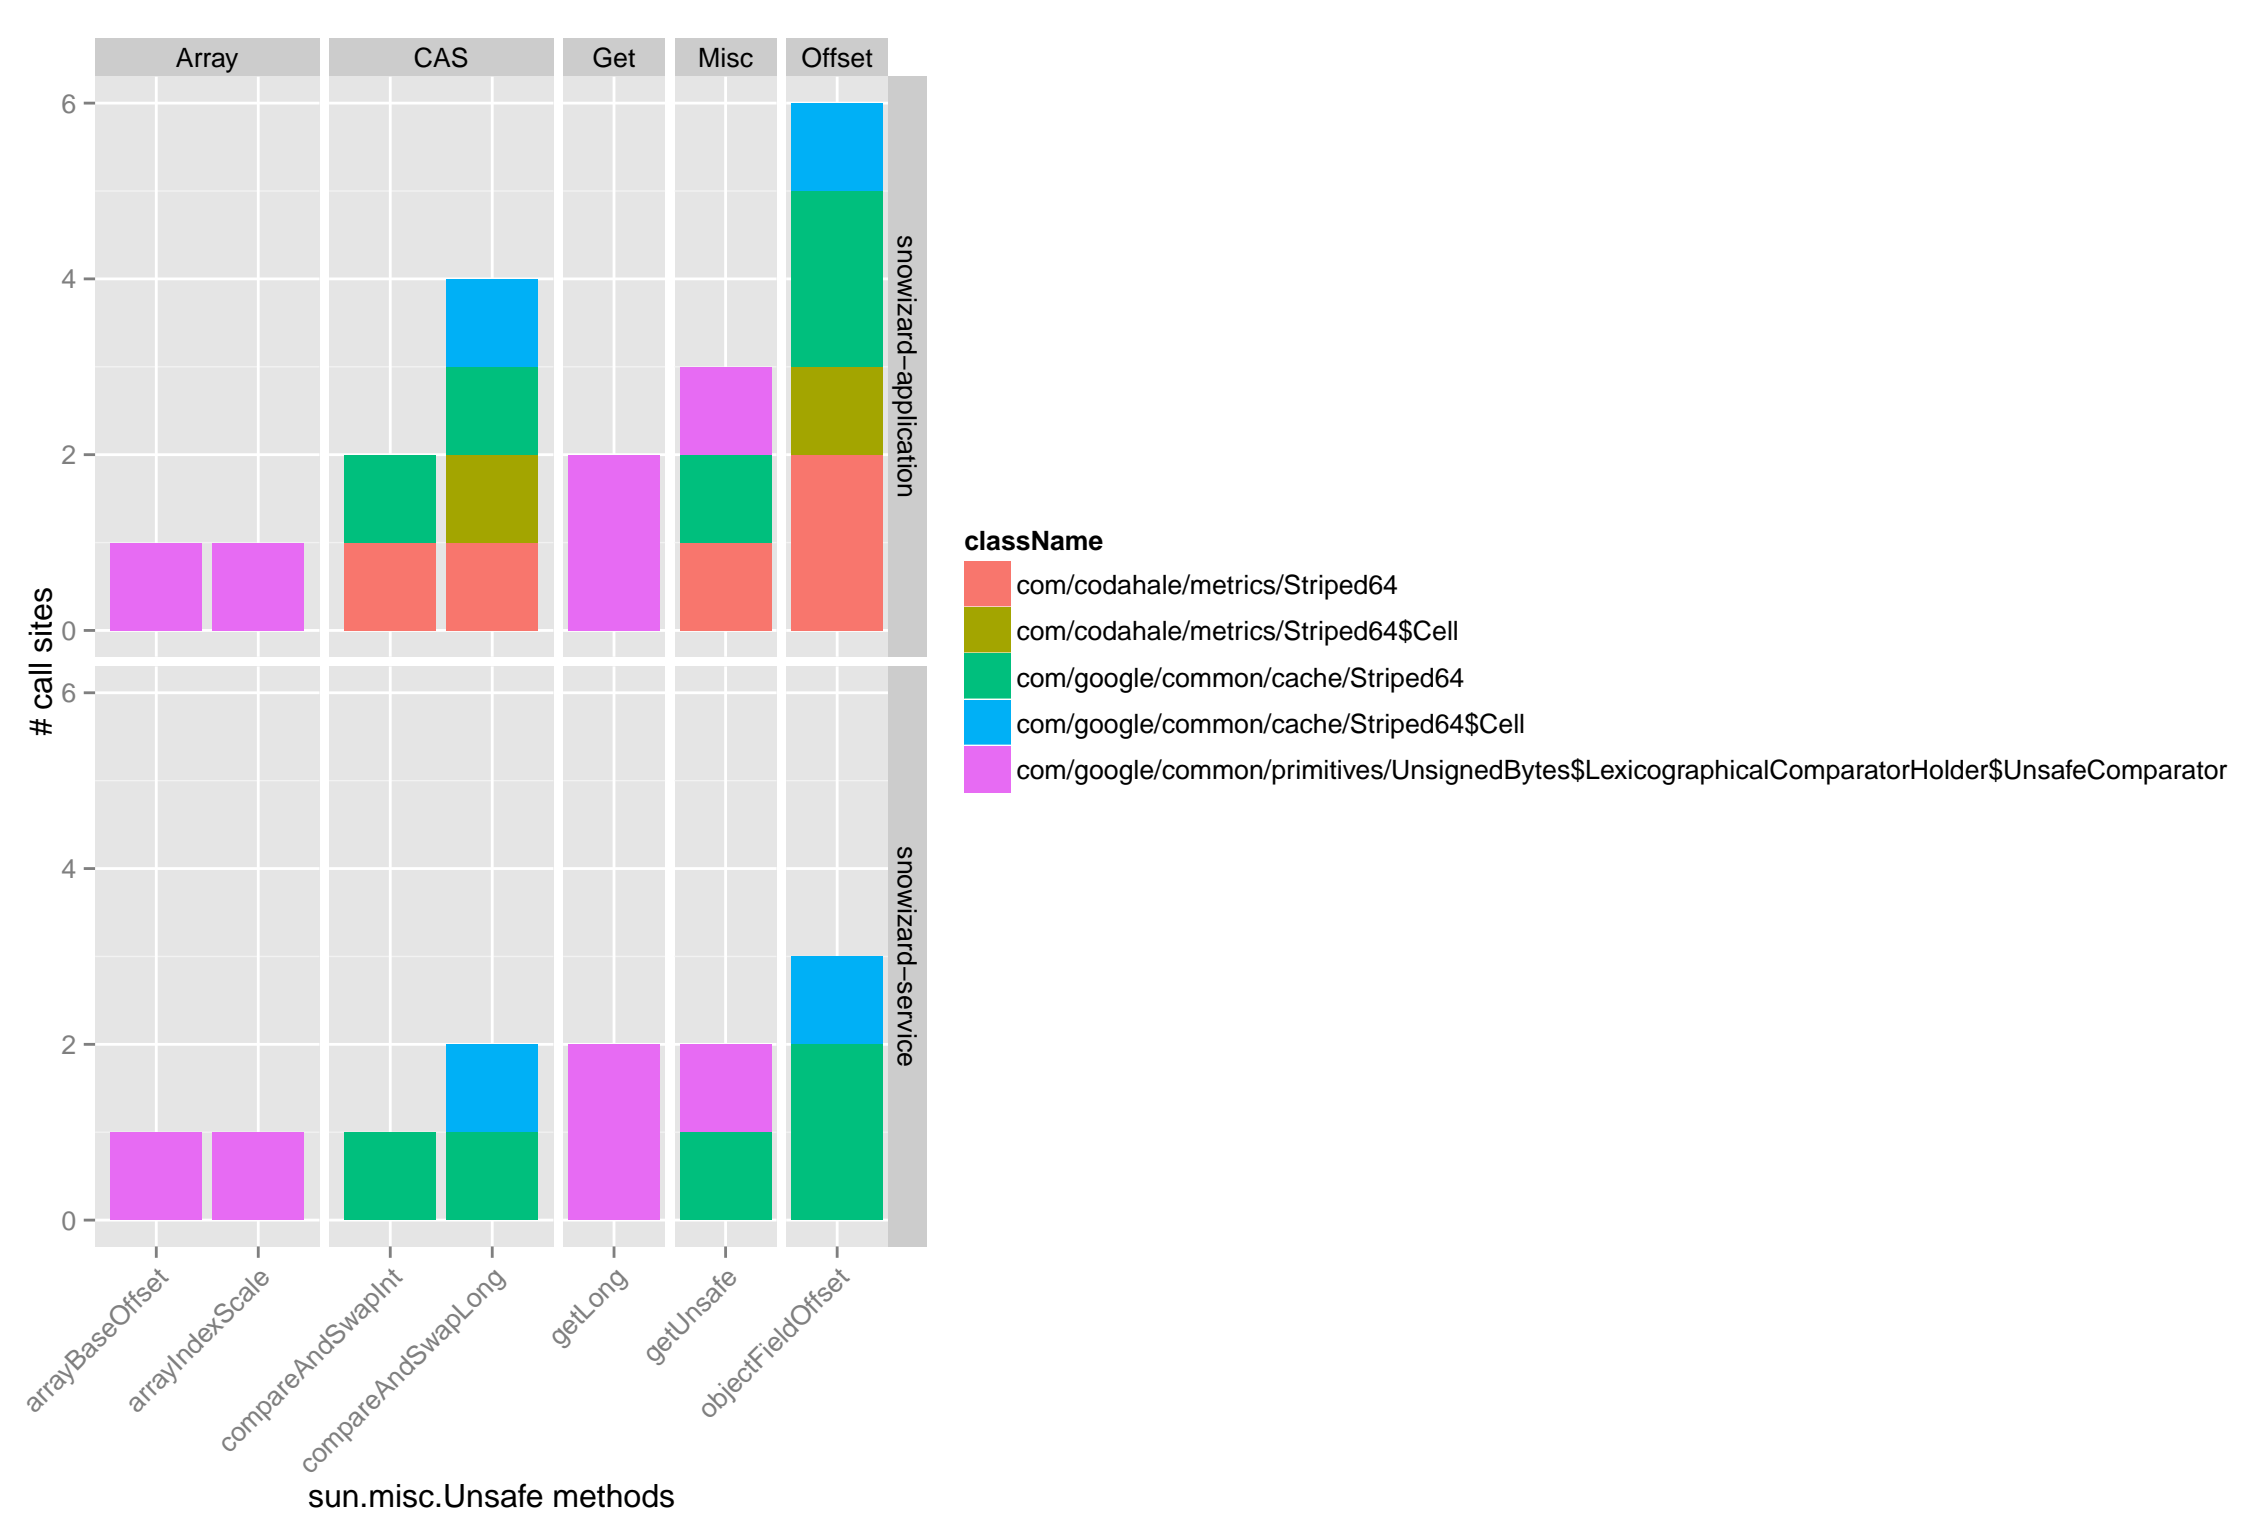 Array CAS Get Misc Offset
6
4
2
0
snowizard−application
# call sites
6
4
2
0
snowizard−service
arrayBaseOffset
arrayIndexScale
compareAndSwapInt
compareAndSwapLong
getLong
getUnsafe
objectFieldOffset
sun.misc.Unsafe methods
className
com/codahale/metrics/Striped64
com/codahale/metrics/Striped64$Cell
com/google/common/cache/Striped64
com/google/common/cache/Striped64$Cell
com/google/common/primitives/UnsignedBytes$LexicographicalComparatorHolder$UnsafeComparator